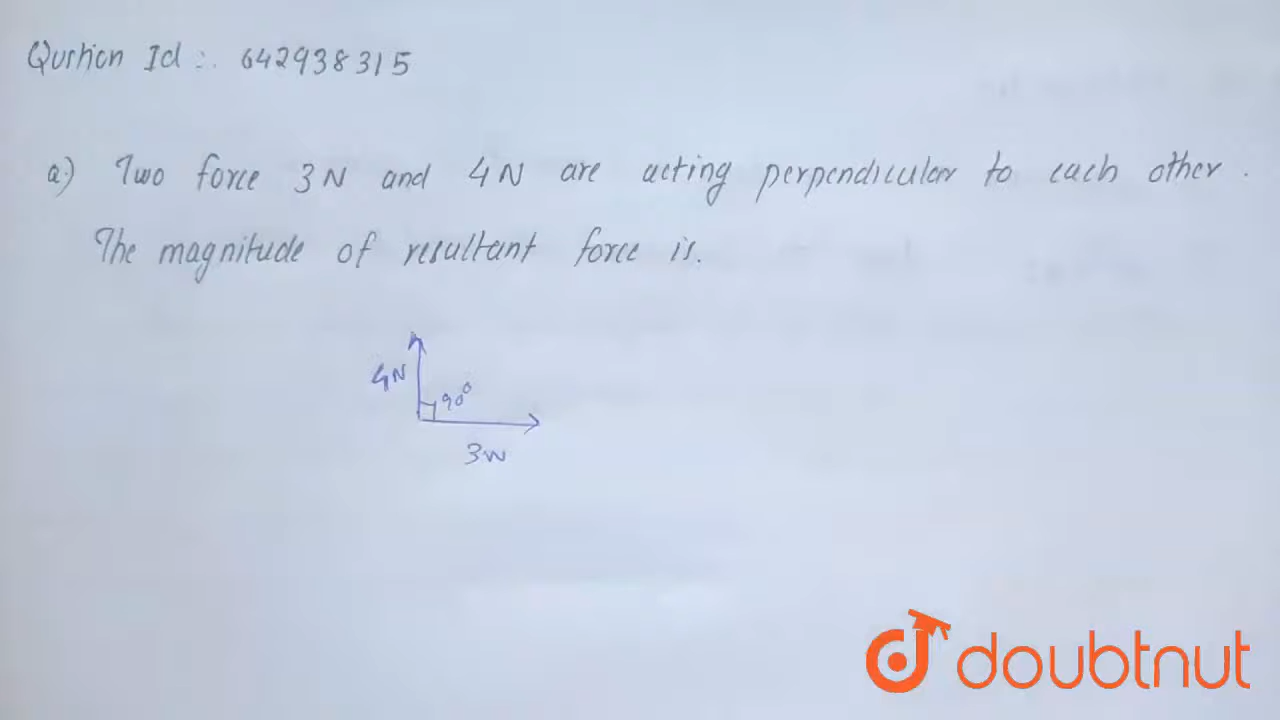 Qustion Id :. 642938315
a.) Two force 3N and 4N are acting perpendicular to each other.
The magnitude of resultant force is.
4N
90°
3N
doubtnut